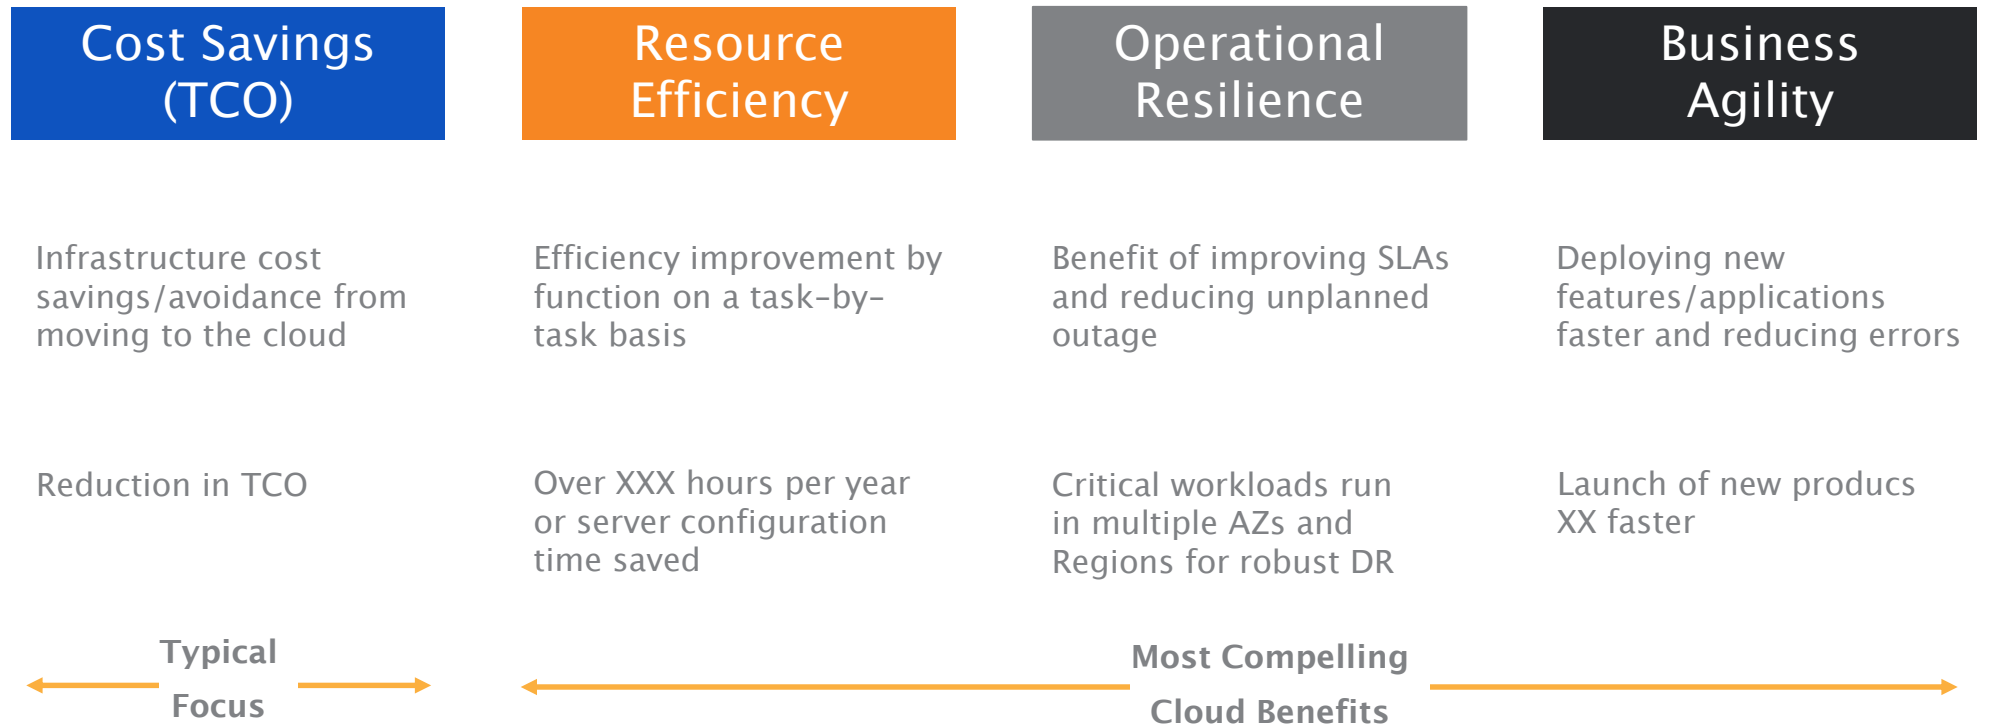 Cost Savings
(TCO)
Resource
Efficiency
Operational
Resilience
Business
Agility
Infrastructure cost
savings/avoidance from
moving to the cloud
Efficiency improvement by
function on a task-by-
task basis
Benefit of improving SLAs
and reducing unplanned
outage
Deploying new
features/applications
faster and reducing errors
Reduction in TCO
Over XXX hours per year
or server configuration
time saved
Critical workloads run
in multiple AZs and
Regions for robust DR
Launch of new producs
XX faster
Typical
Focus
Most Compelling
Cloud Benefits